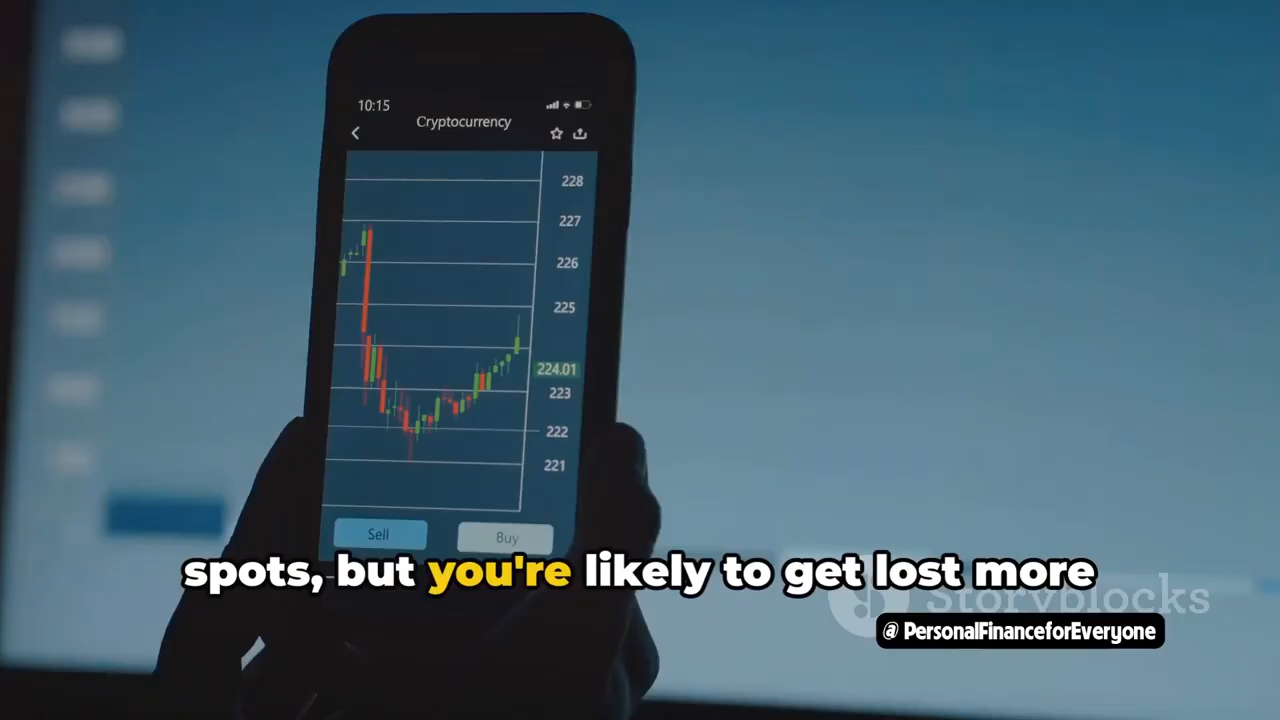 10:15
Cryptocurrency
228
227
226
225
224.01
223
222
221
Sell
Buy
spots, but you're likely to get lost more
Storyblocks
@ PersonalFinanceforEveryone